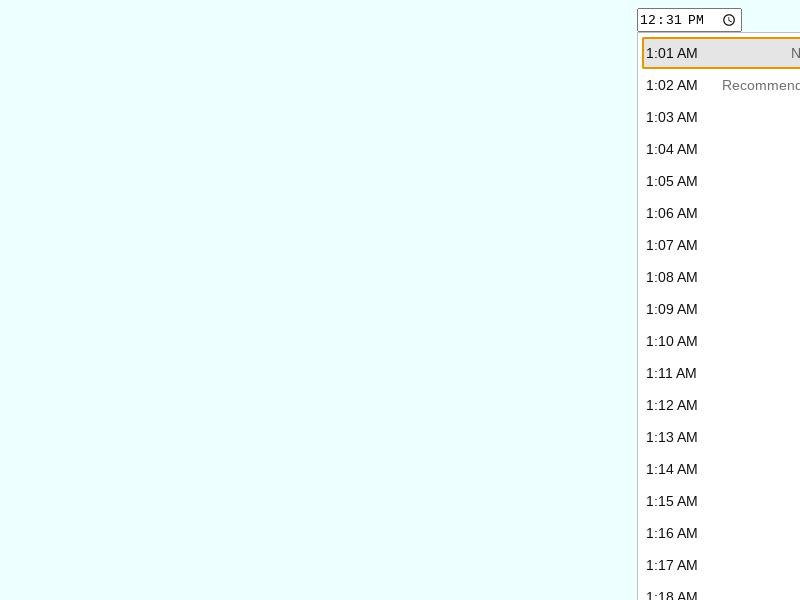 12:31 PM
1:01 AM N
1:02 AM Recommend
1:03 AM
1:04 AM
1:05 AM
1:06 AM
1:07 AM
1:08 AM
1:09 AM
1:10 AM
1:11 AM
1:12 AM
1:13 AM
1:14 AM
1:15 AM
1:16 AM
1:17 AM
1:18 AM